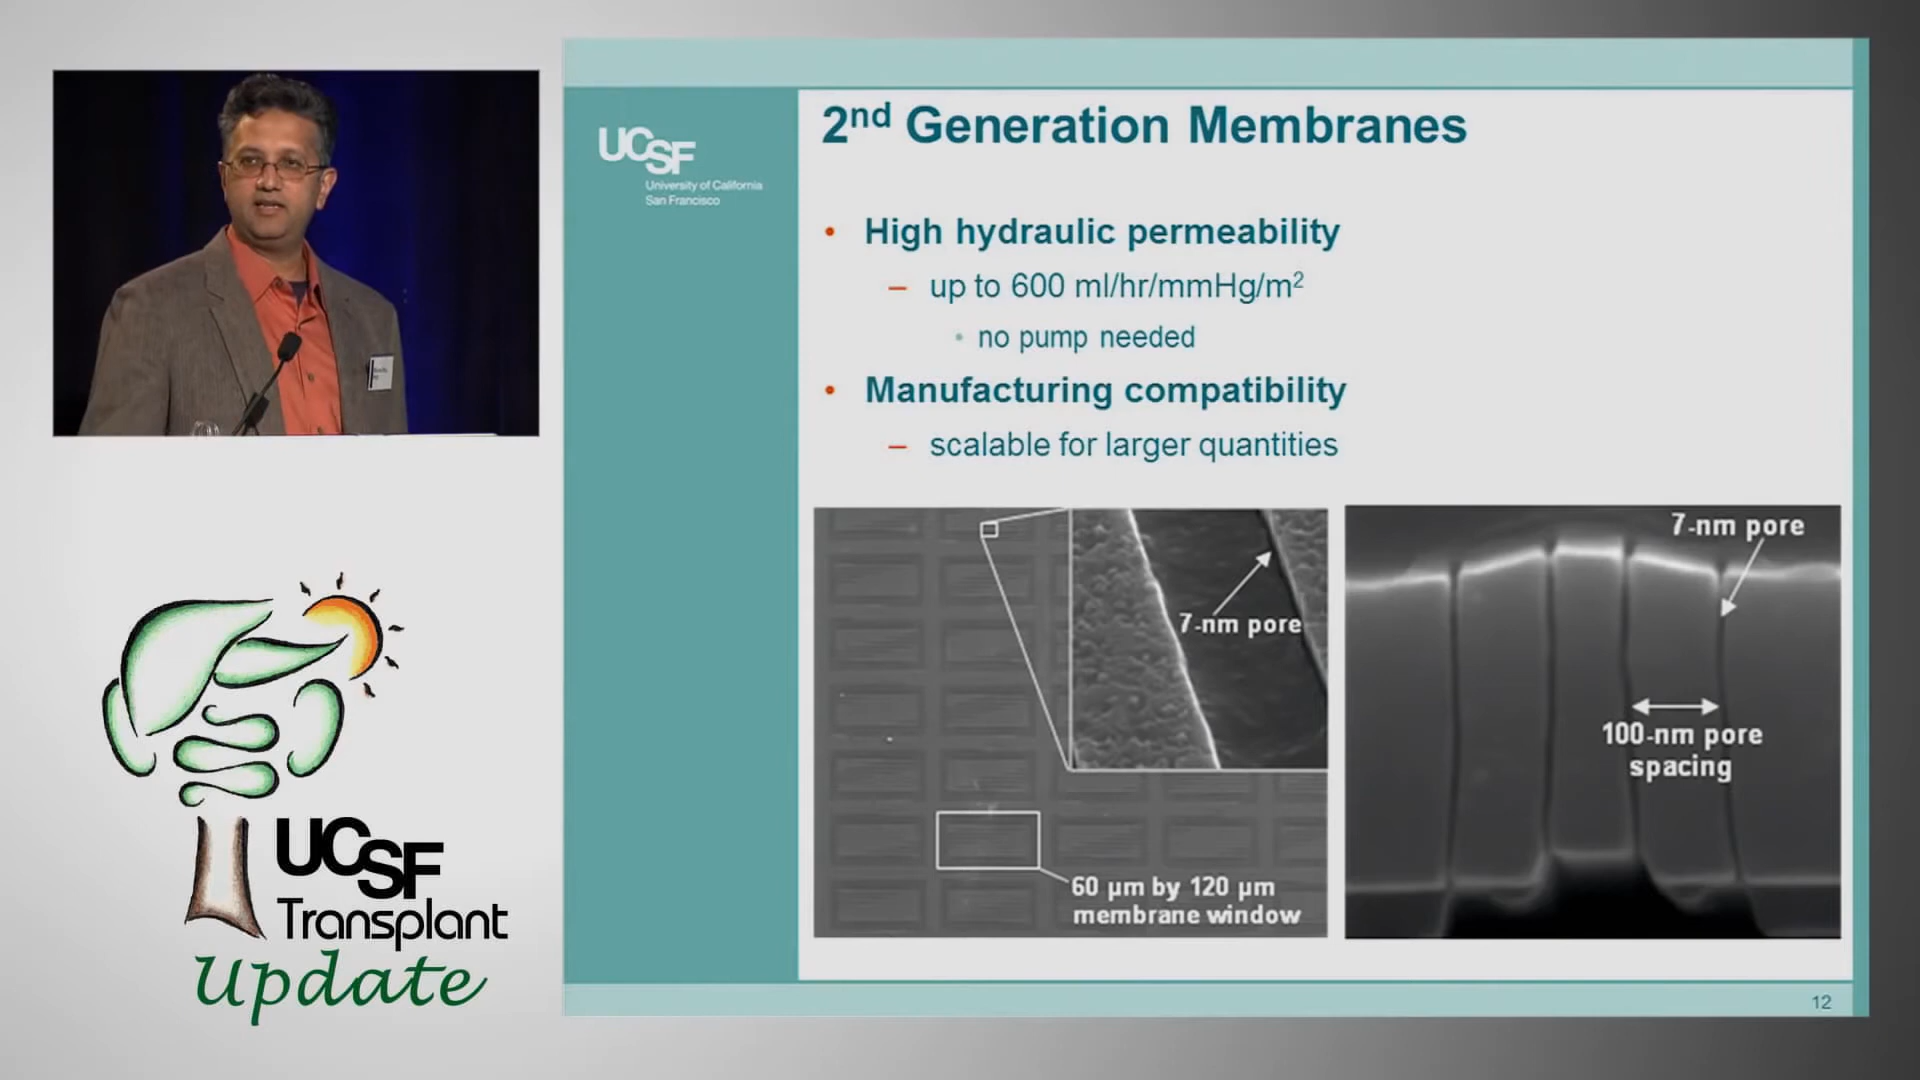 UCSF
University of California
San Francisco
2nd Generation Membranes
• High hydraulic permeability
– up to 600 ml/hr/mmHg/m²
• no pump needed
• Manufacturing compatibility
– scalable for larger quantities
7-nm pore
60 µm by 120 µm
membrane window
7-nm pore
100-nm pore
spacing
12
UCSF
Transplant
Update